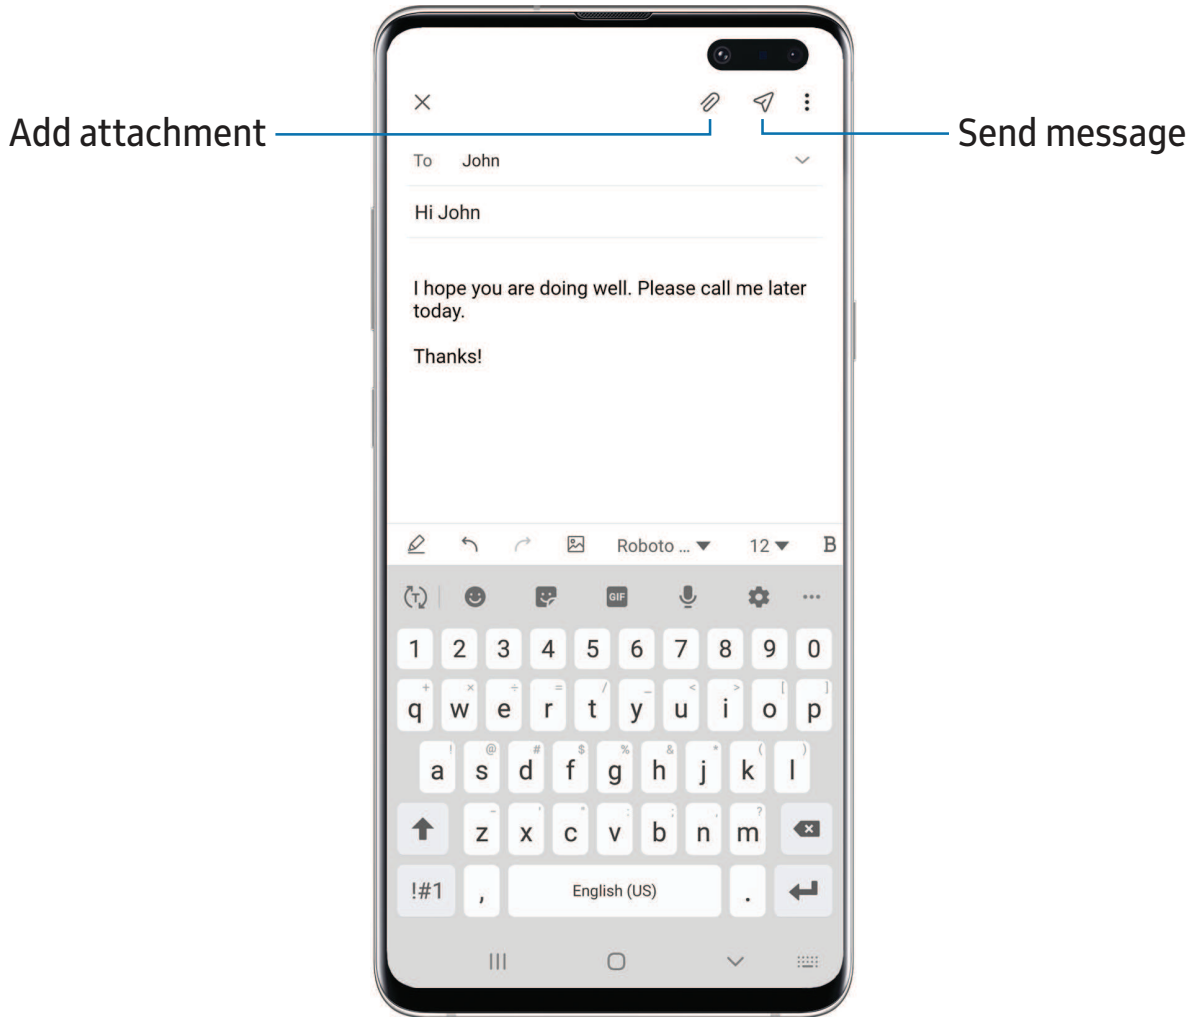 Add attachment
Send message
To John
Hi John
I hope you are doing well. Please call me later
today.
Thanks!
Roboto ... 12 B
T GIF
1 2 3 4 5 6 7 8 9 0
+ × ÷ = / _ < > [ ]
q w e r t y u i o p
! @ # $ % & * ( )
a s d f g h j k l
- ' " : ; , ?
z x c v b n m
!#1 , English (US) .